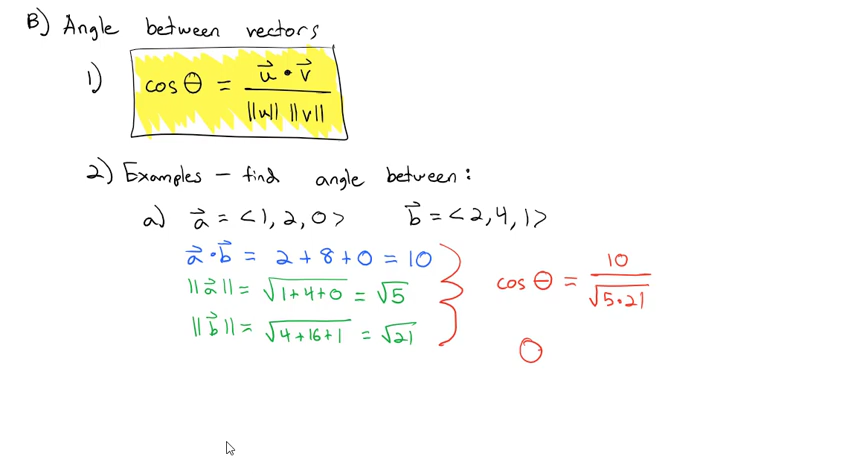 B) Angle between vectors
1) cos θ = u⃗ • v⃗ / ||u|| ||v||
2) Examples – find angle between:
a) a⃗ = <1, 2, 0> b⃗ = <2, 4, 1>
a⃗ • b⃗ = 2 + 8 + 0 = 10
||a⃗|| = √(1+4+0) = √5
||b⃗|| = √(4+16+1) = √21
cos θ = 10 / √(5•21)